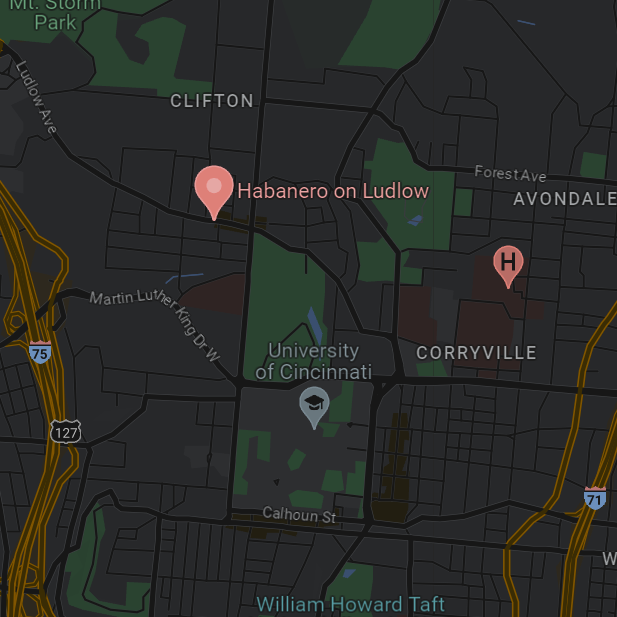 Mt. Storm
Park
Ludlow Ave
CLIFTON
Forest Ave
Habanero on Ludlow
AVONDALE
H
Martin Luther King Dr W
75
University
of Cincinnati
CORRYVILLE
127
71
Calhoun St
W
William Howard Taft